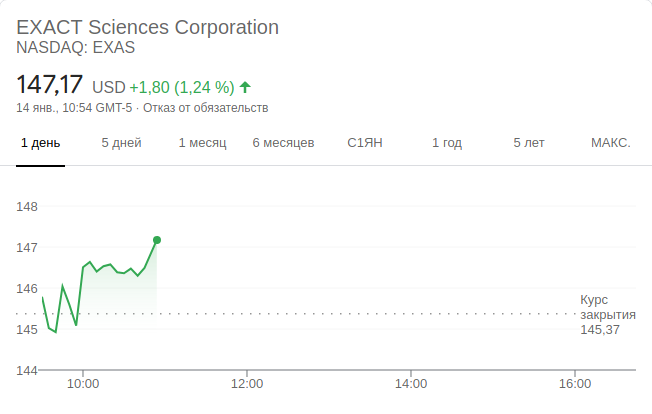 EXACT Sciences Corporation
NASDAQ: EXAS
147,17 USD +1,80 (1,24 %)
14 янв., 10:54 GMT-5 · Отказ от обязательств
1 день 5 дней 1 месяц 6 месяцев С1ЯН 1 год 5 лет МАКС.
148
147
146
145
144
Курс
закрытия
145,37
10:00 12:00 14:00 16:00